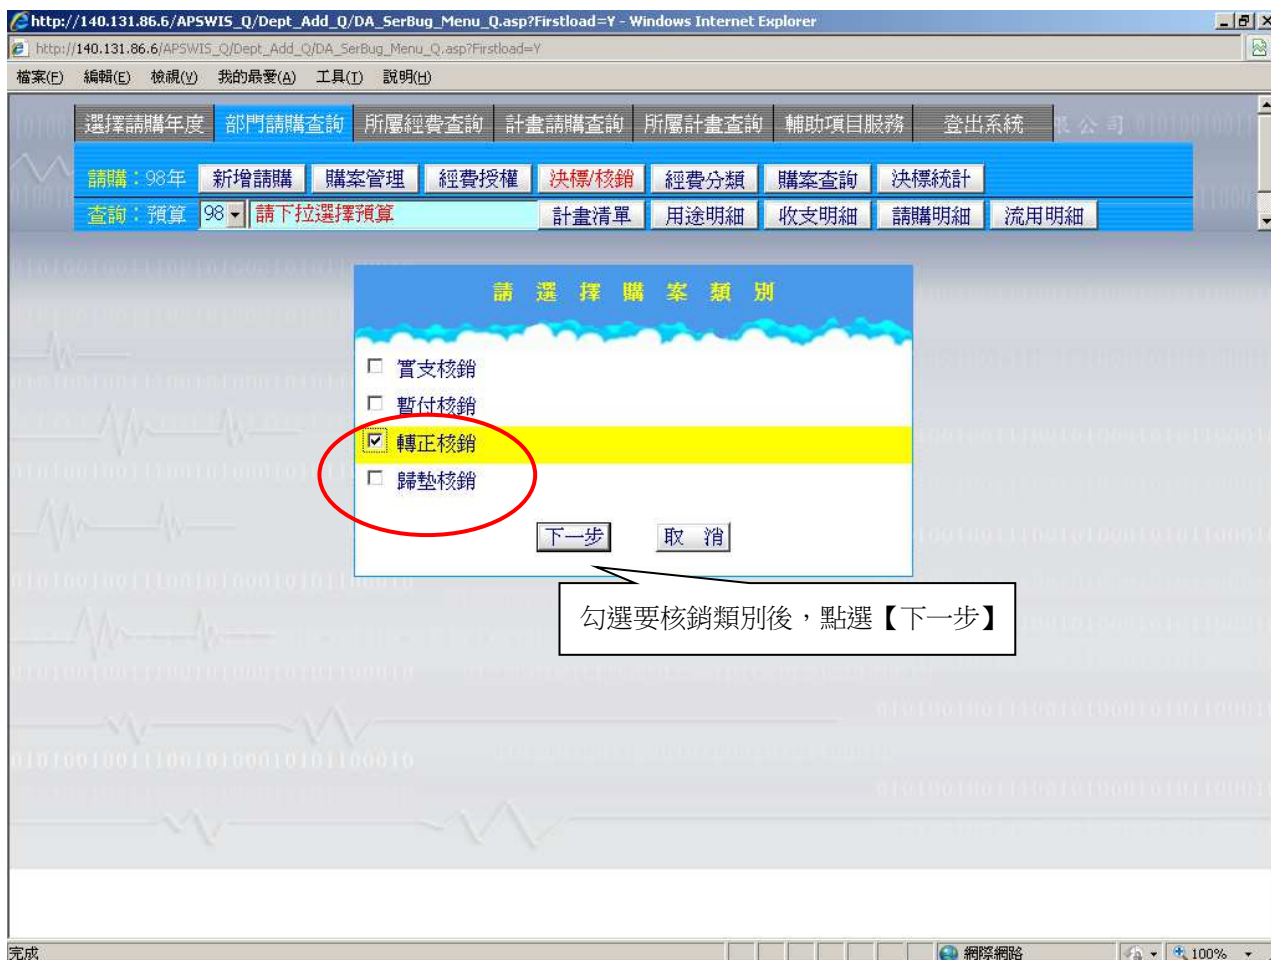 http://140.131.86.6/APSWIS_Q/Dept_Add_Q/DA_SerBug_Menu_Q.asp?Firstload=Y - Windows Internet Explorer
http://140.131.86.6/APSWIS_Q/Dept_Add_Q/DA_SerBug_Menu_Q.asp?Firstload=Y
檔案(F) 編輯(E) 檢視(V) 我的最愛(A) 工具(T) 說明(H)
選擇請購年度 部門請購查詢 所屬經費查詢 計畫請購查詢 所屬計畫查詢 輔助項目服務 登出系統 限公司
請購：98年 新增請購 購案管理 經費授權 決標/核銷 經費分類 購案查詢 決標統計
查詢：預算 98 請下拉選擇預算 計畫清單 用途明細 收支明細 請購明細 流用明細
請選擇購案類別
實支核銷
暫付核銷
轉正核銷
歸墊核銷
下一步 取 消
勾選要核銷類別後，點選【下一步】
完成 網際網路 100%